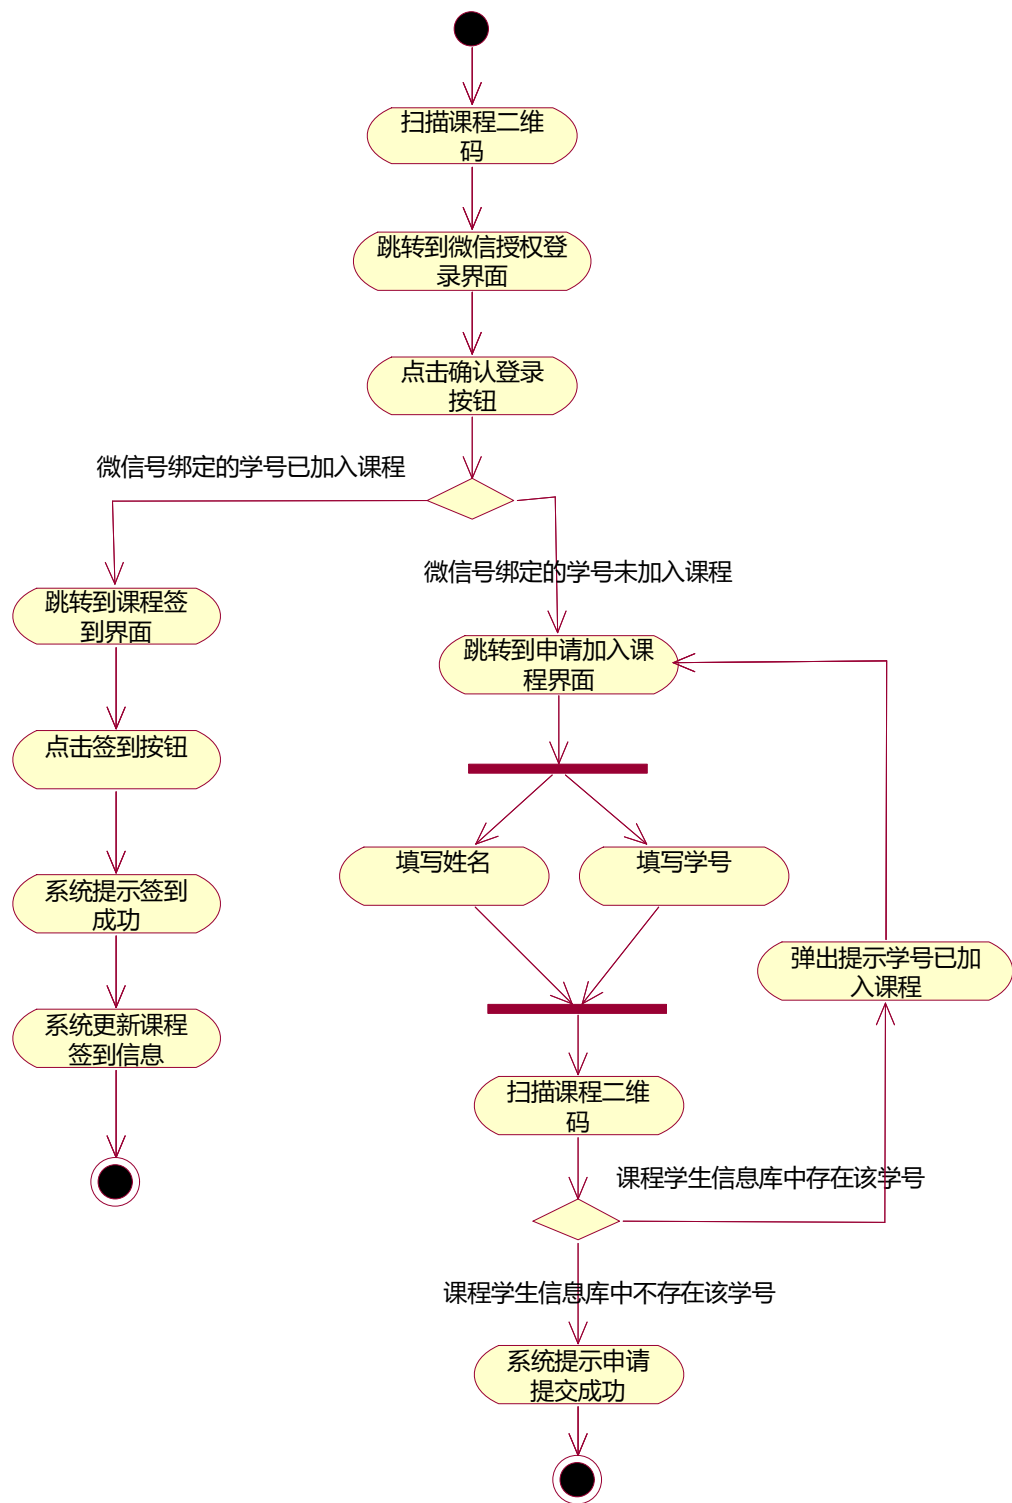 扫描课程二维
码
跳转到微信授权登
录界面
点击确认登录
按钮
微信号绑定的学号已加入课程
微信号绑定的学号未加入课程
跳转到课程签
到界面
跳转到申请加入课
程界面
点击签到按钮
填写姓名
填写学号
系统提示签到
成功
弹出提示学号已加
入课程
系统更新课程
签到信息
扫描课程二维
码
课程学生信息库中存在该学号
课程学生信息库中不存在该学号
系统提示申请
提交成功